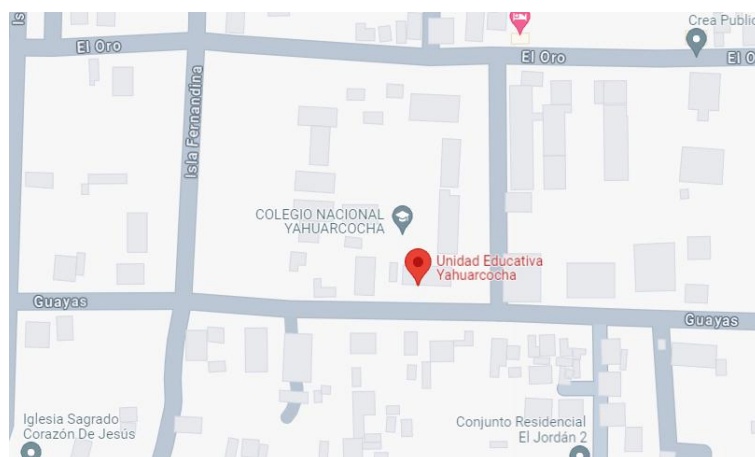 Is
Crea Public
El Oro
El Oro
El O
Isla Fernandina
COLEGIO NACIONAL
YAHUARCOCHA
Unidad Educativa
Yahuarcocha
Guayas
Guayas
Iglesia Sagrado
Corazón De Jesús
Conjunto Residencial
El Jordán 2